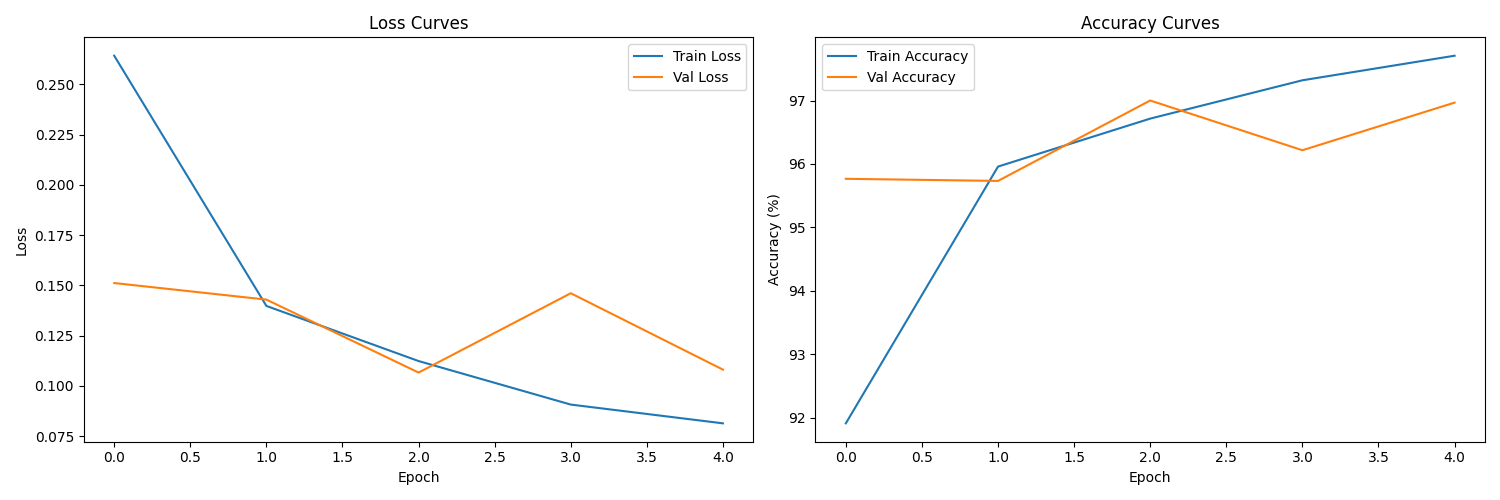 Loss Curves
Train Loss
Val Loss
0.250
0.225
0.200
0.175
0.150
0.125
0.100
0.075
Loss
0.0 0.5 1.0 1.5 2.0 2.5 3.0 3.5 4.0
Epoch
Accuracy Curves
Train Accuracy
Val Accuracy
97
96
95
94
93
92
Accuracy (%)
0.0 0.5 1.0 1.5 2.0 2.5 3.0 3.5 4.0
Epoch